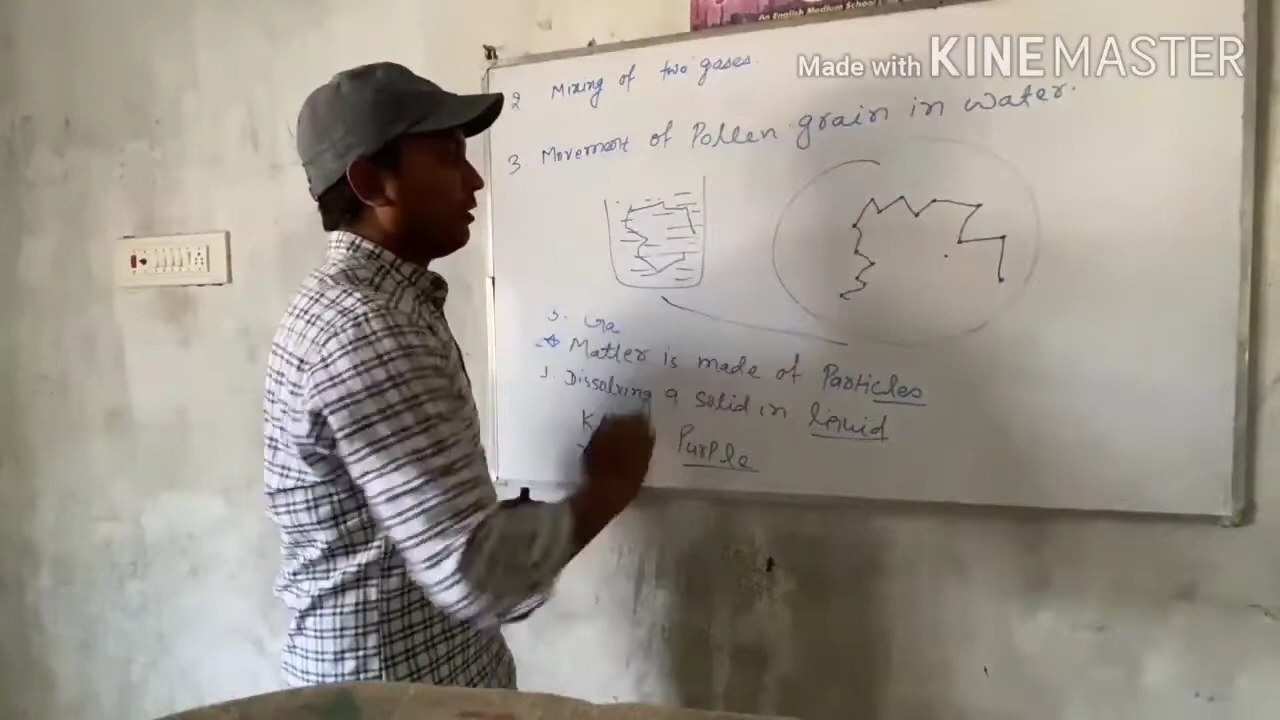 An English Medium School
Made with KINEMASTER
2 Mixing of two gases.
3. Movement of Pollen grain in water.
Matter is made of Particles
1. Dissolving a solid in liquid
Purple